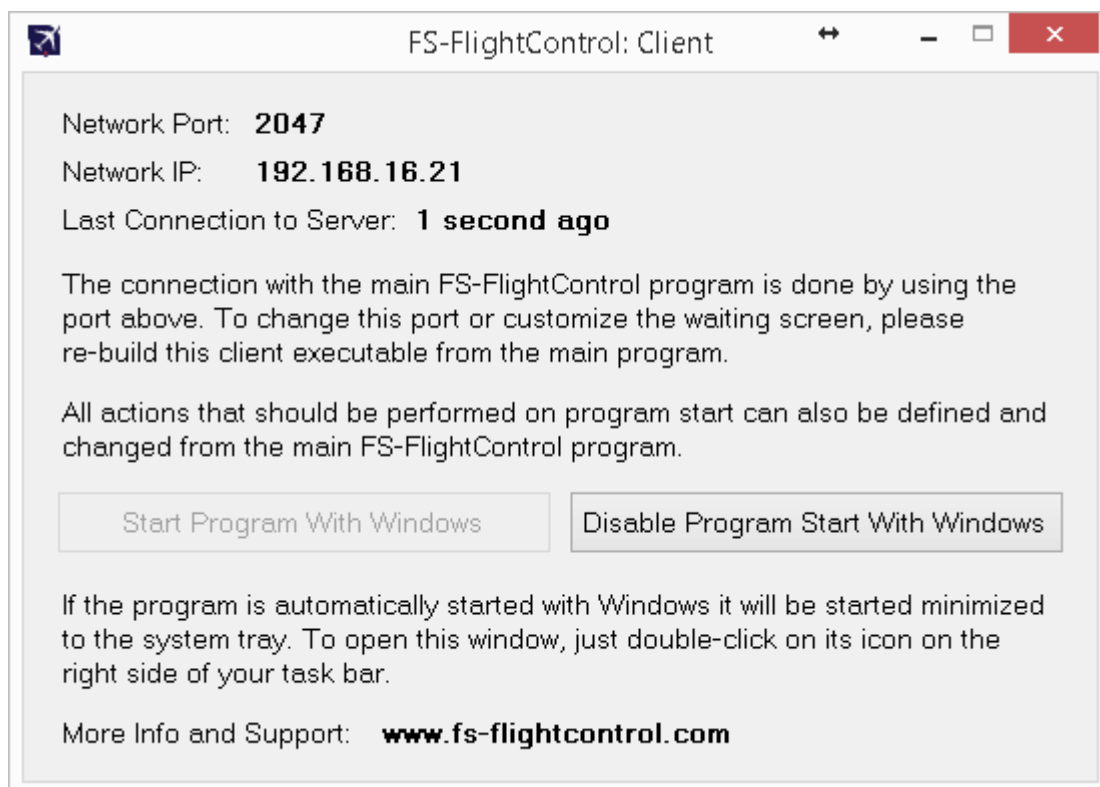 FS-FlightControl: Client
Network Port: 2047
Network IP: 192.168.16.21
Last Connection to Server: 1 second ago
The connection with the main FS-FlightControl program is done by using the
port above. To change this port or customize the waiting screen, please
re-build this client executable from the main program.
All actions that should be performed on program start can also be defined and
changed from the main FS-FlightControl program.
Start Program With Windows
Disable Program Start With Windows
If the program is automatically started with Windows it will be started minimized
to the system tray. To open this window, just double-click on its icon on the
right side of your task bar.
More Info and Support: www.fs-flightcontrol.com